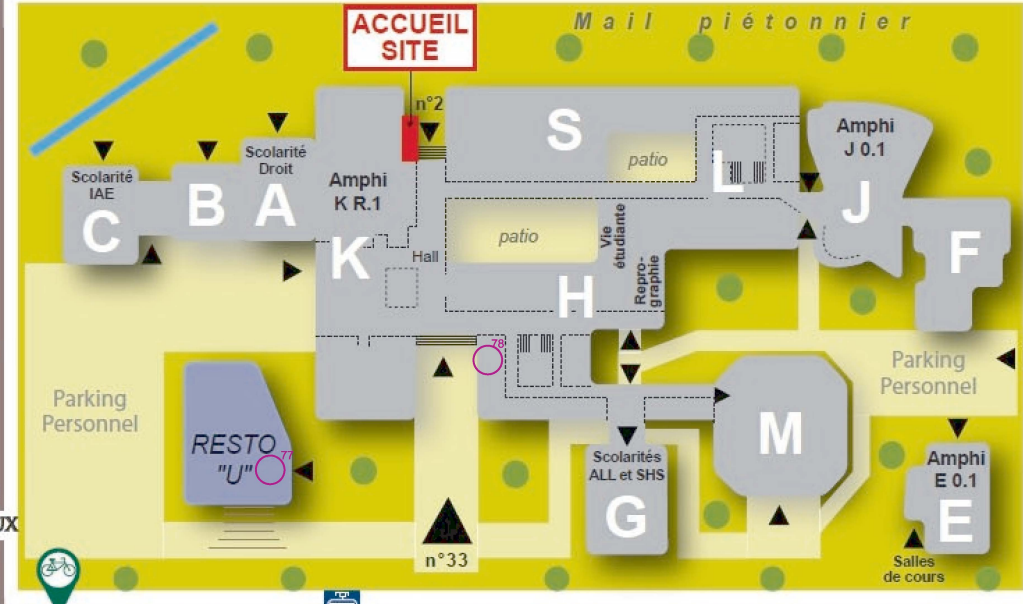 ACCUEIL
SITE
Mail piétonnier
n°2
S
Amphi
J 0.1
Scolarité
Droit
patio
L
Scolarité
IAE
Amphi
K R.1
C
B
A
J
patio
Vie
étudiante
F
K
Hall
H
Repro-
graphie
78
Parking
Personnel
Parking
Personnel
RESTO
"U"
77
M
Scolarités
ALL et SHS
G
Amphi
E 0.1
E
UX
n°33
Salles
de cours